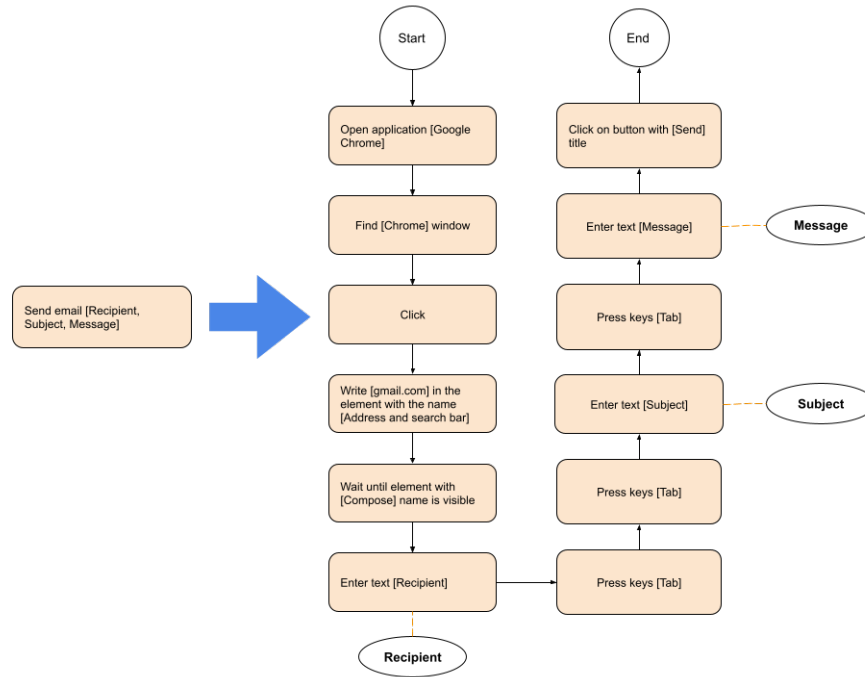 Start
Open application [Google
Chrome]
Find [Chrome] window
Click
Write [gmail.com] in the
element with the name
[Address and search bar]
Wait until element with
[Compose] name is visible
Enter text [Recipient]
Recipient
Send email [Recipient,
Subject, Message]
Press keys [Tab]
Press keys [Tab]
Enter text [Subject]
Subject
Press keys [Tab]
Enter text [Message]
Message
Click on button with [Send]
title
End